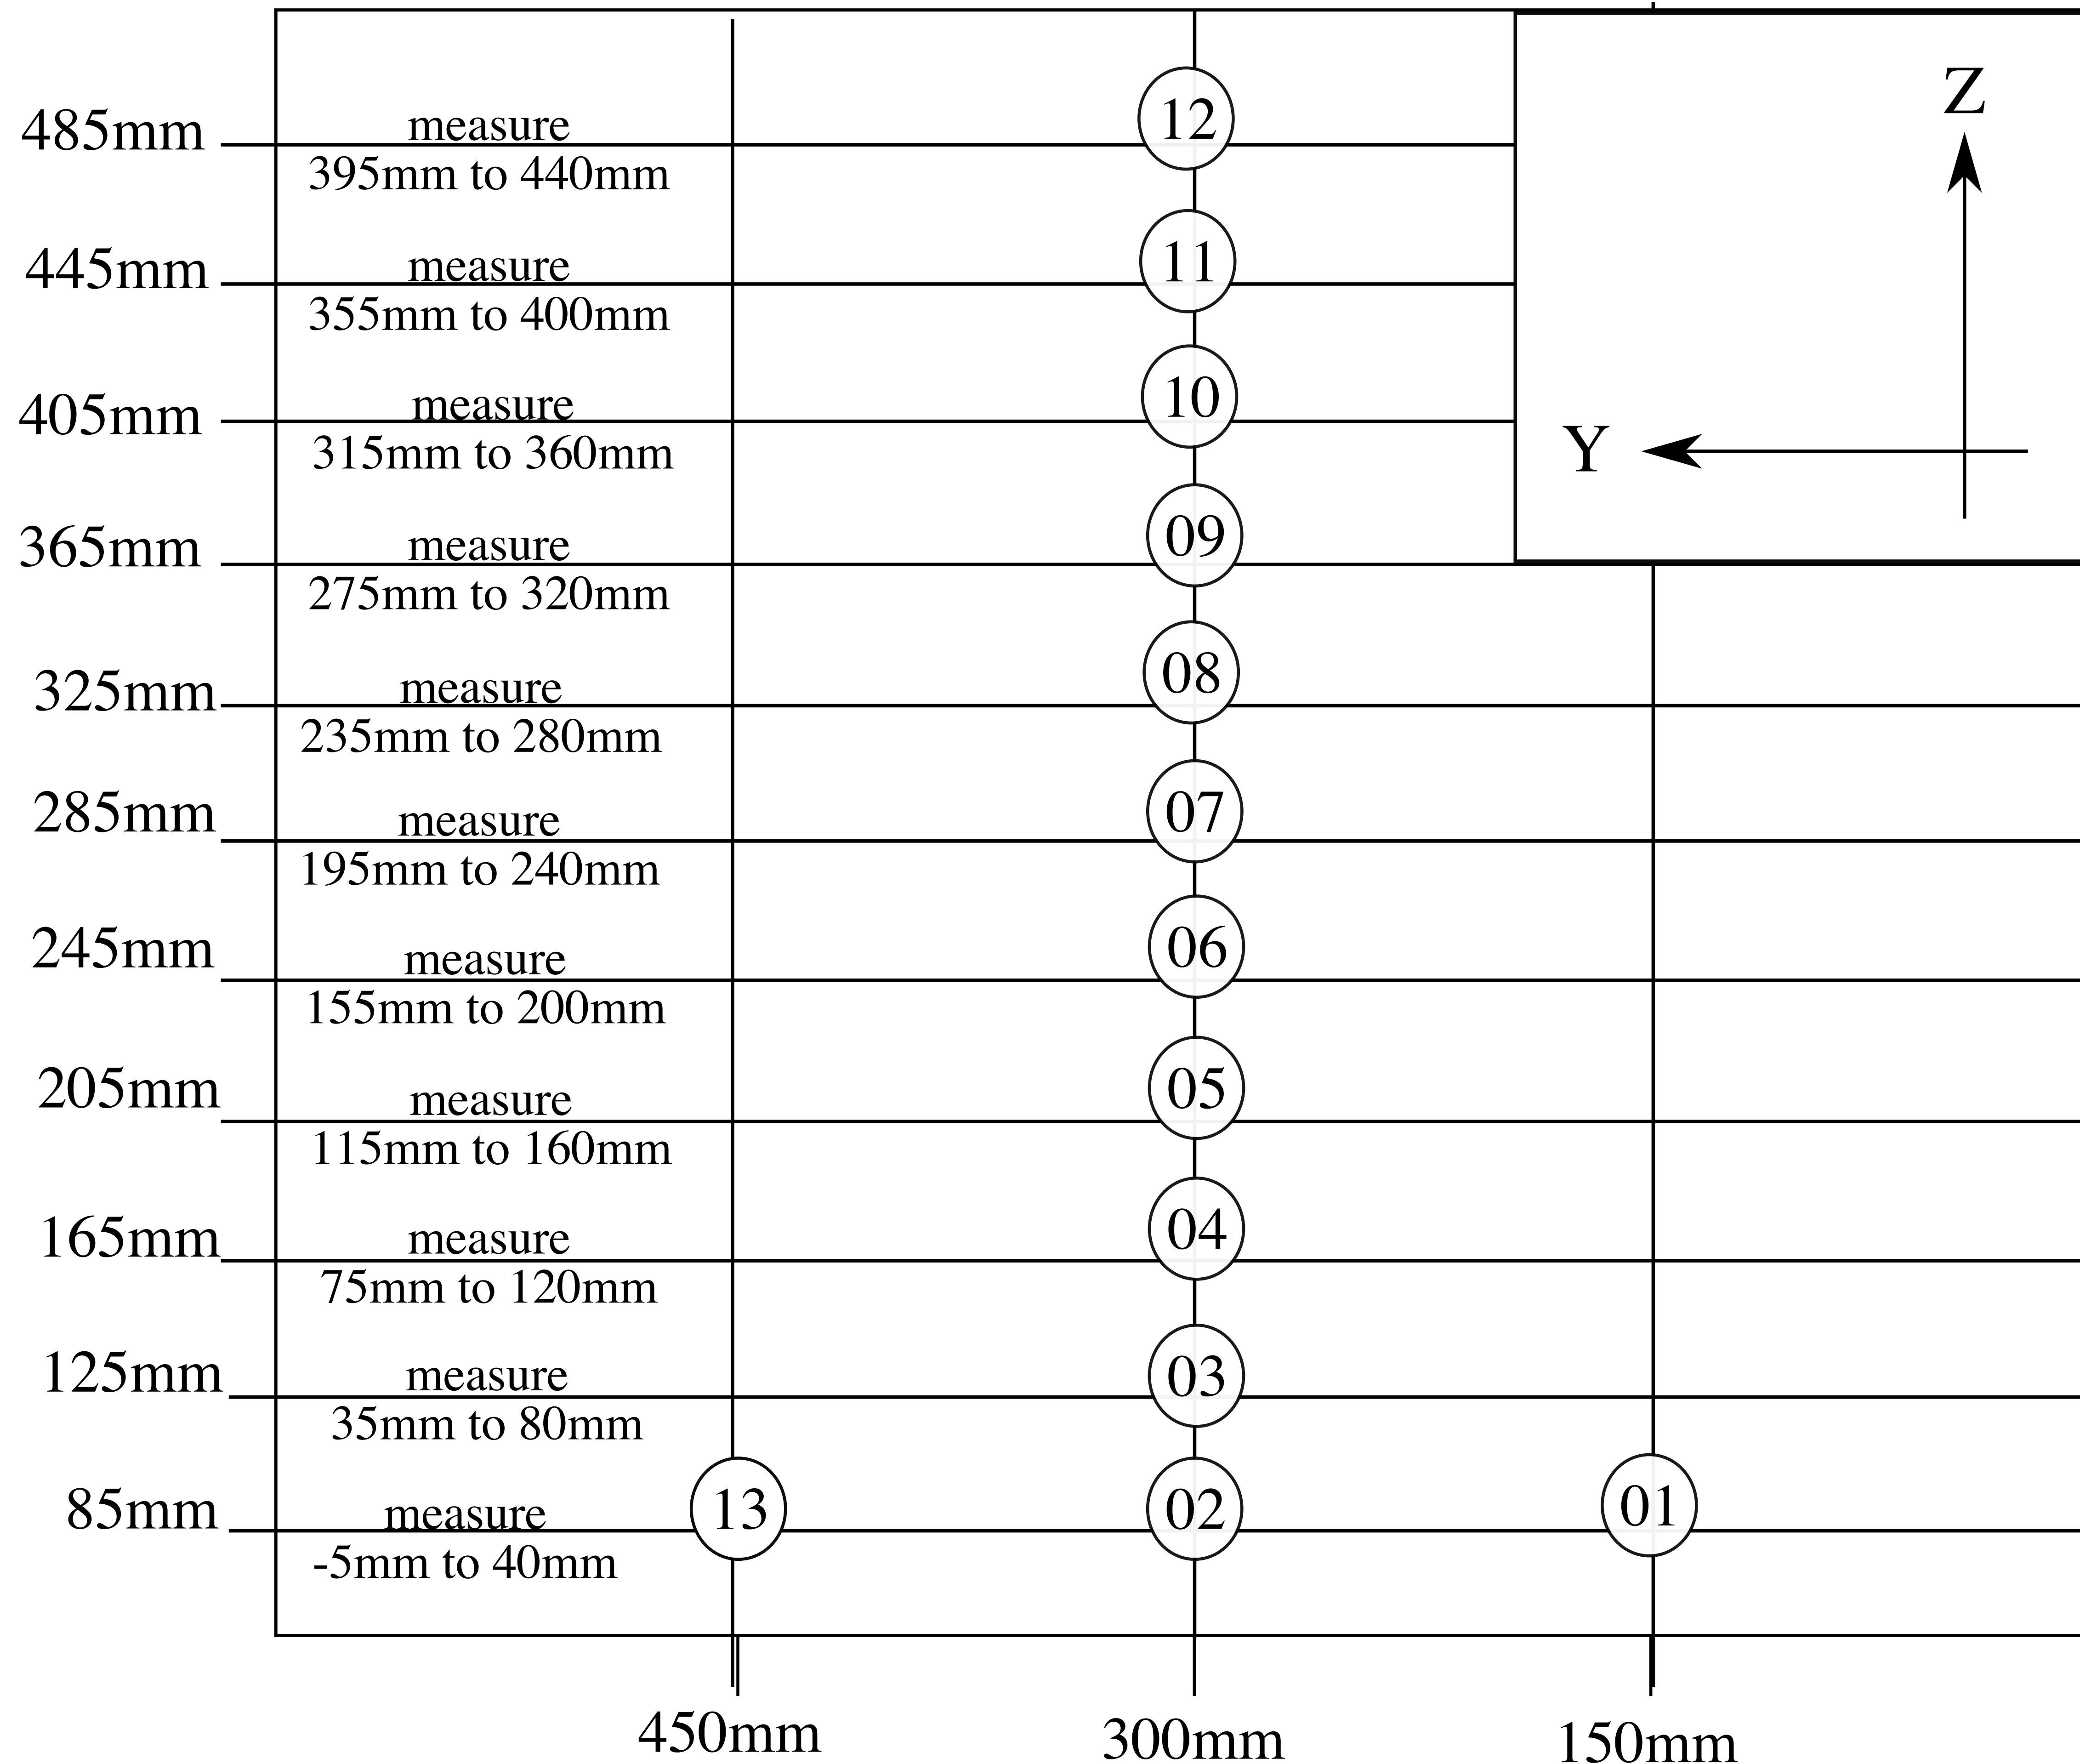 Z
12
485mm
measure
395mm to 440mm
11
445mm
measure
355mm to 400mm
10
405mm
measure
315mm to 360mm
Y
09
365mm
measure
275mm to 320mm
08
325mm
measure
235mm to 280mm
07
285mm
measure
195mm to 240mm
06
245mm
measure
155mm to 200mm
05
205mm
measure
115mm to 160mm
04
165mm
measure
75mm to 120mm
03
125mm
measure
35mm to 80mm
85mm
measure
-5mm to 40mm
13
02
01
450mm
300mm
150mm